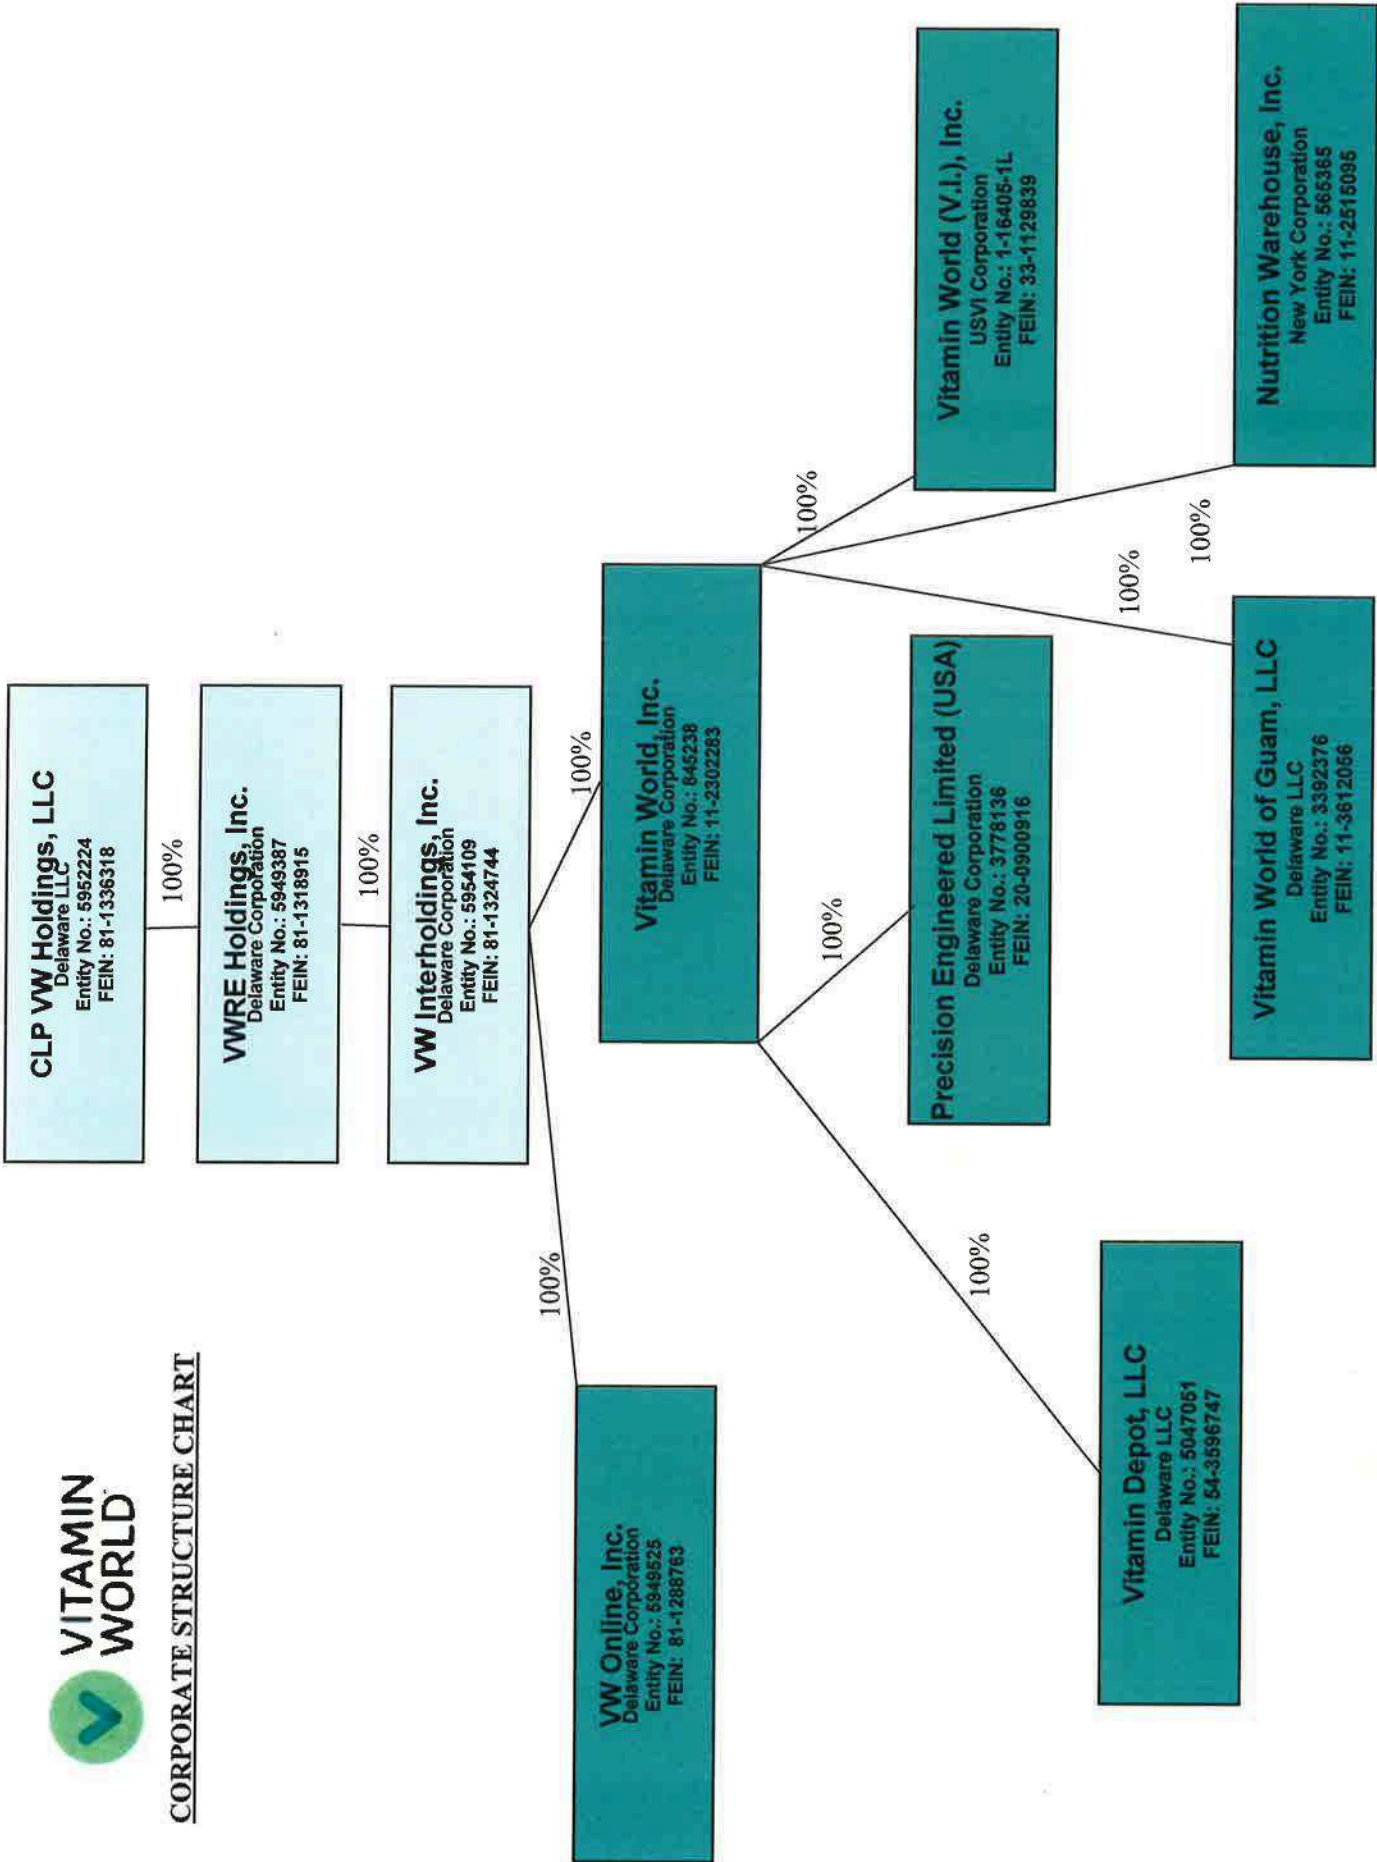 VITAMIN
WORLD
CORPORATE STRUCTURE CHART
CLP VW Holdings, LLC
Delaware LLC
Entity No.: 5952224
FEIN: 81-1336318
100%
VWRE Holdings, Inc.
Delaware Corporation
Entity No.: 5949387
FEIN: 81-1318915
100%
VW Interholdings, Inc.
Delaware Corporation
Entity No.: 5954109
FEIN: 81-1324744
100%
100%
VW Online, Inc.
Delaware Corporation
Entity No.: 5949525
FEIN: 81-1288763
Vitamin World, Inc.
Delaware Corporation
Entity No.: 845238
FEIN: 11-2302283
100%
100%
100%
100%
100%
Precision Engineered Limited (USA)
Delaware Corporation
Entity No.: 3778136
FEIN: 20-0900916
Vitamin World (V.I.), Inc.
USVI Corporation
Entity No.: 1-16405-1L
FEIN: 33-1129839
Vitamin Depot, LLC
Delaware LLC
Entity No.: 5047051
FEIN: 54-3596747
Vitamin World of Guam, LLC
Delaware LLC
Entity No.: 3392376
FEIN: 11-3612056
Nutrition Warehouse, Inc.
New York Corporation
Entity No.: 565365
FEIN: 11-2515095